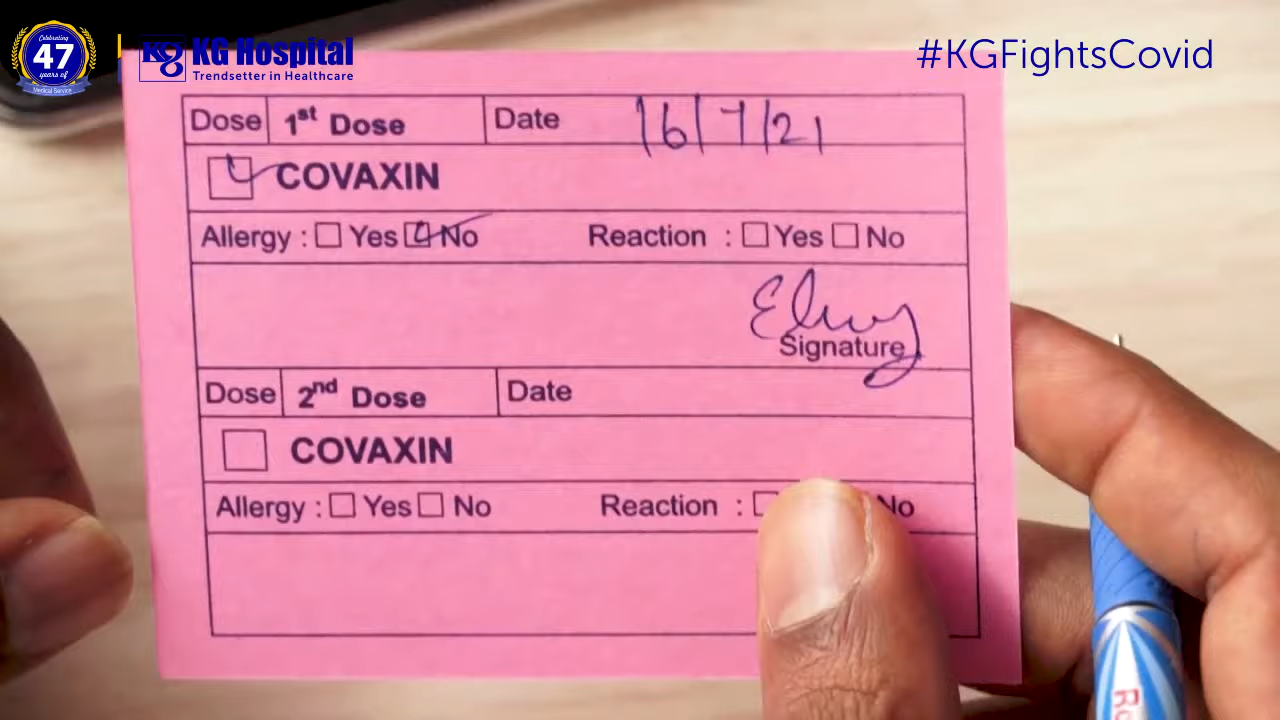 Celebrating
47
years of
Medical Service
KG KG Hospital
Trendsetter in Healthcare
#KGFightsCovid
Dose 1st Dose Date 16/7/21
COVAXIN
Allergy : Yes No Reaction : Yes No
Signature
Dose 2nd Dose Date
COVAXIN
Allergy : Yes No Reaction : No